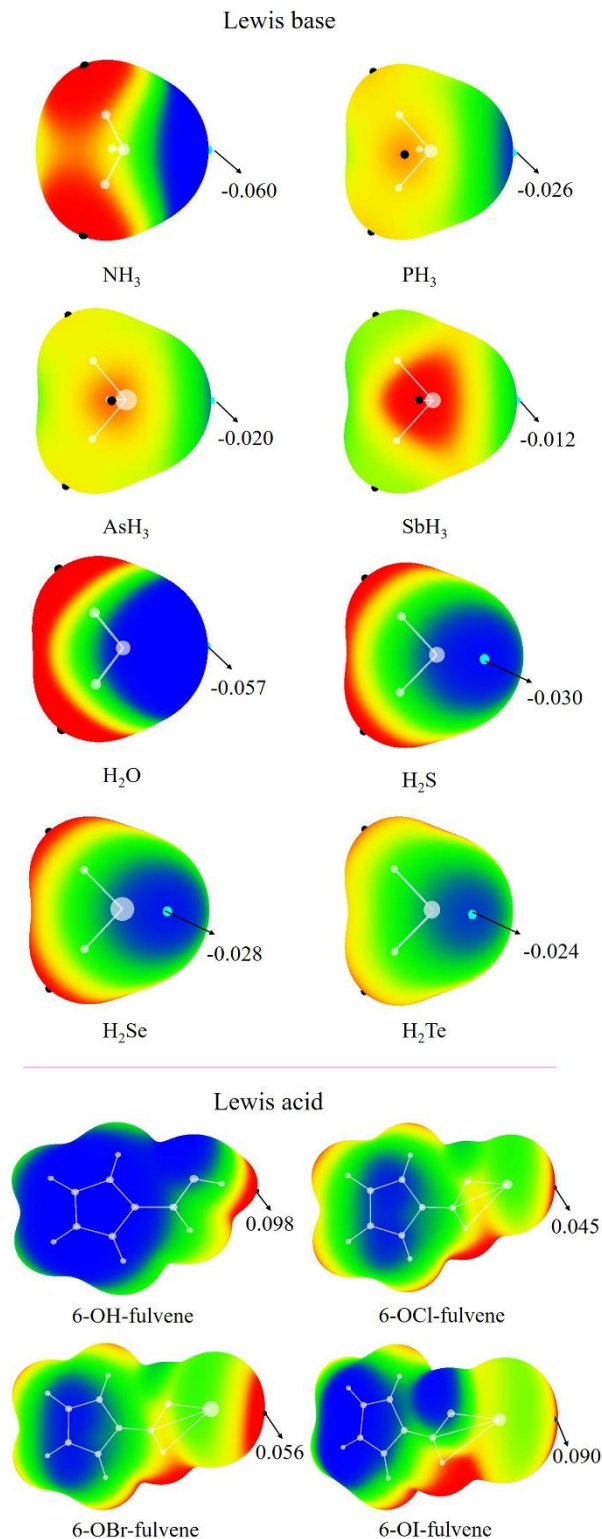 Lewis base
-0.060
-0.026
NH₃
PH₃
-0.020
-0.012
AsH₃
SbH₃
-0.057
-0.030
H₂O
H₂S
-0.028
-0.024
H₂Se
H₂Te
Lewis acid
0.098
0.045
6-OH-fulvene
6-OCl-fulvene
0.056
0.090
6-OBr-fulvene
6-OI-fulvene